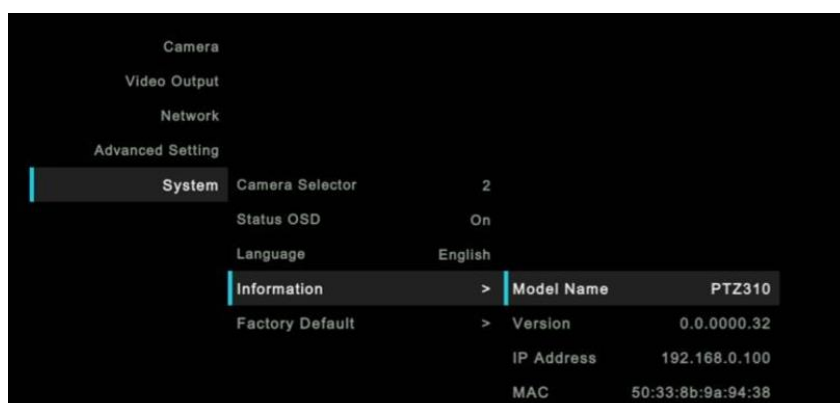 Camera
Video Output
Network
Advanced Setting
System Camera Selector 2
Status OSD On
Language English
Information > Model Name PTZ310
Factory Default > Version 0.0.0000.32
IP Address 192.168.0.100
MAC 50:33:8b:9a:94:38